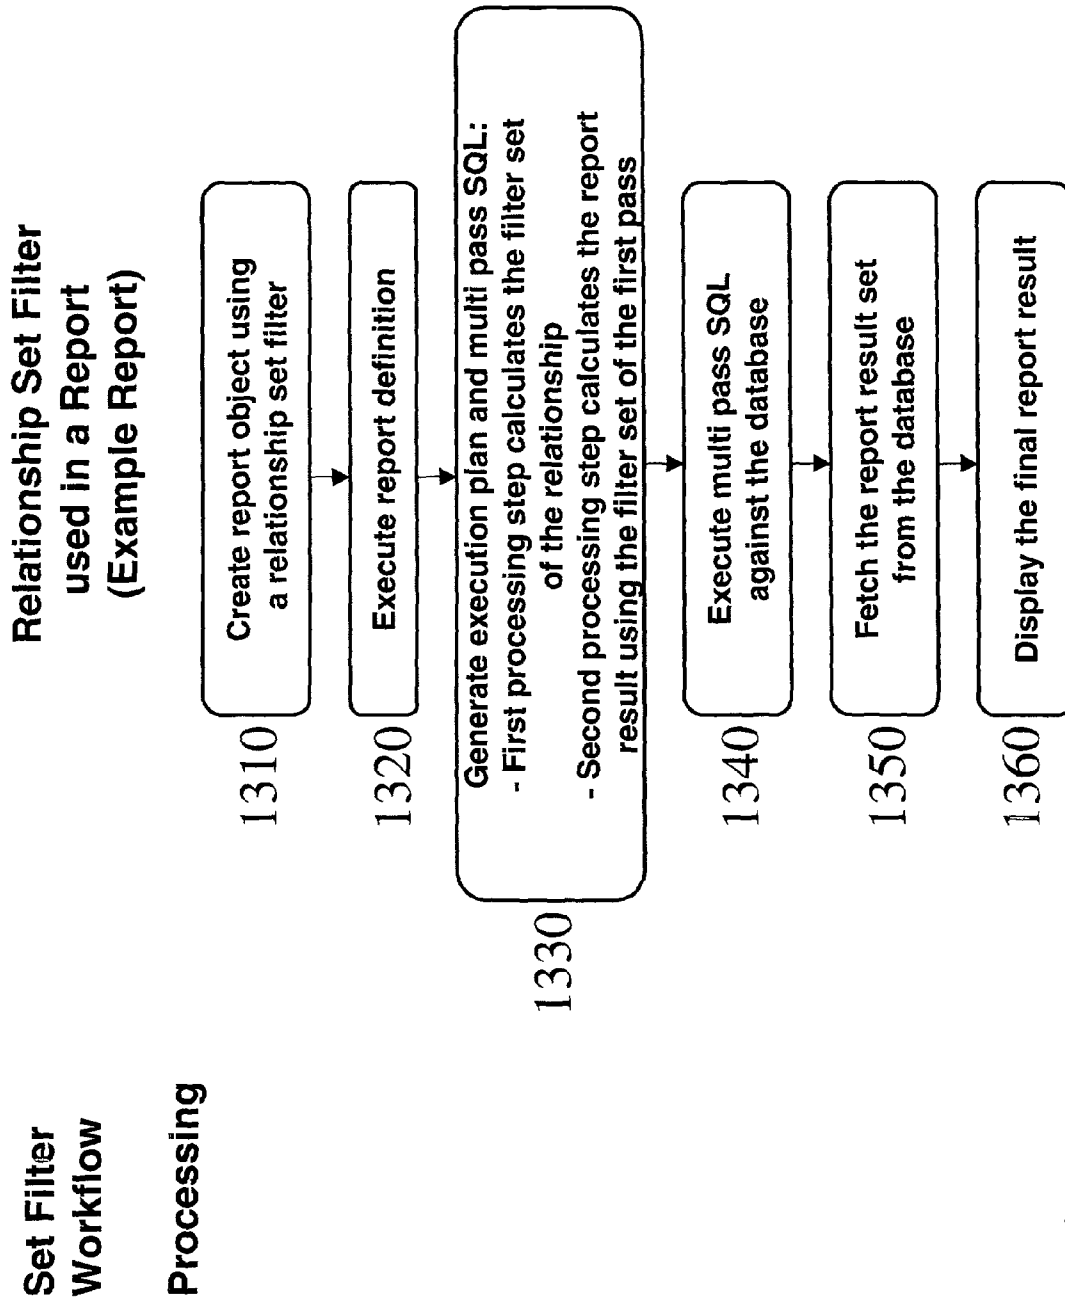 Set Filter
Workflow
Processing
Relationship Set Filter
used in a Report
(Example Report)
1310
Create report object using
a relationship set filter
1320
Execute report definition
1330
Generate execution plan and multi pass SQL:
- First processing step calculates the filter set
of the relationship
- Second processing step calculates the report
result using the filter set of the first pass
1340
Execute multi pass SQL
against the database
1350
Fetch the report result set
from the database
1360
Display the final report result